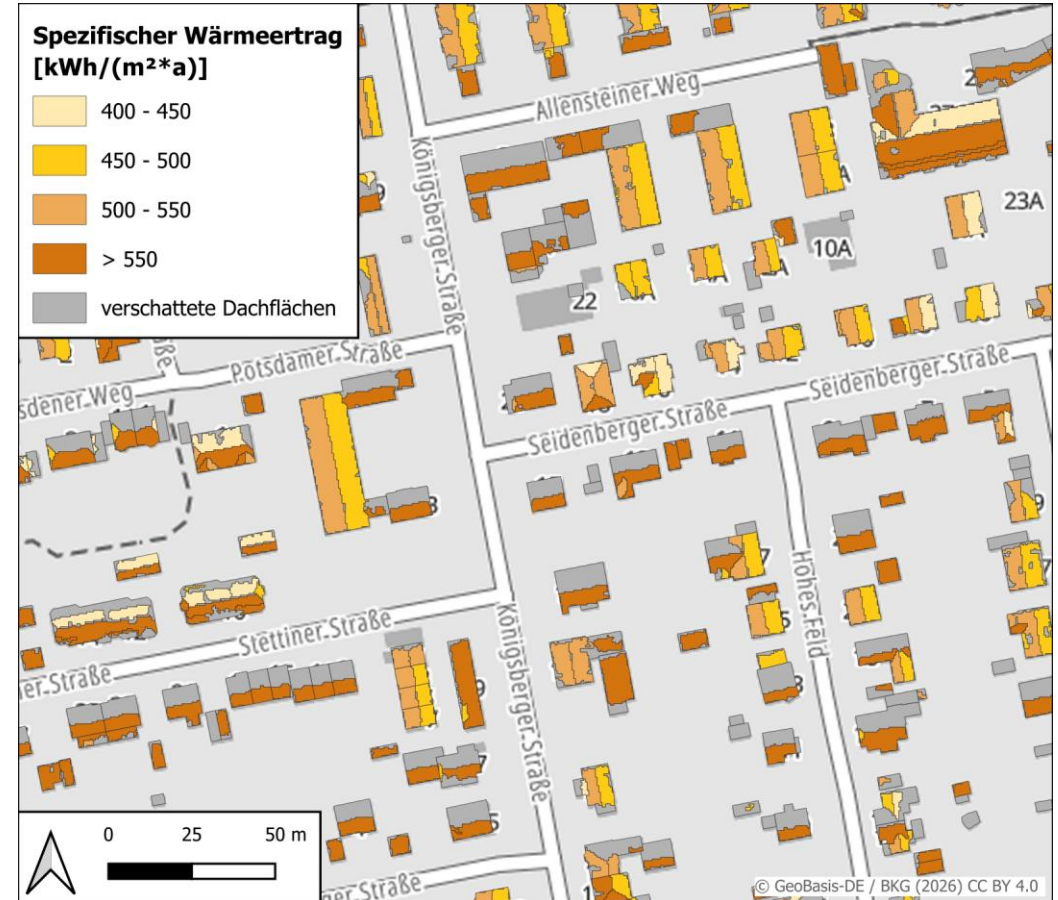 Spezifischer Wärmeertrag
[kWh/(m²*a)]
400 - 450
450 - 500
500 - 550
> 550
verschattete Dachflächen
Allensteiner Weg
Königsberger Straße
23A
10A
22
Potsdamer Straße
Seidenberger Straße
Seidenberger Straße
Hohes Feld
Stettiner Straße
Königsberger Straße
0 25 50 m
© GeoBasis-DE / BKG (2026) CC BY 4.0